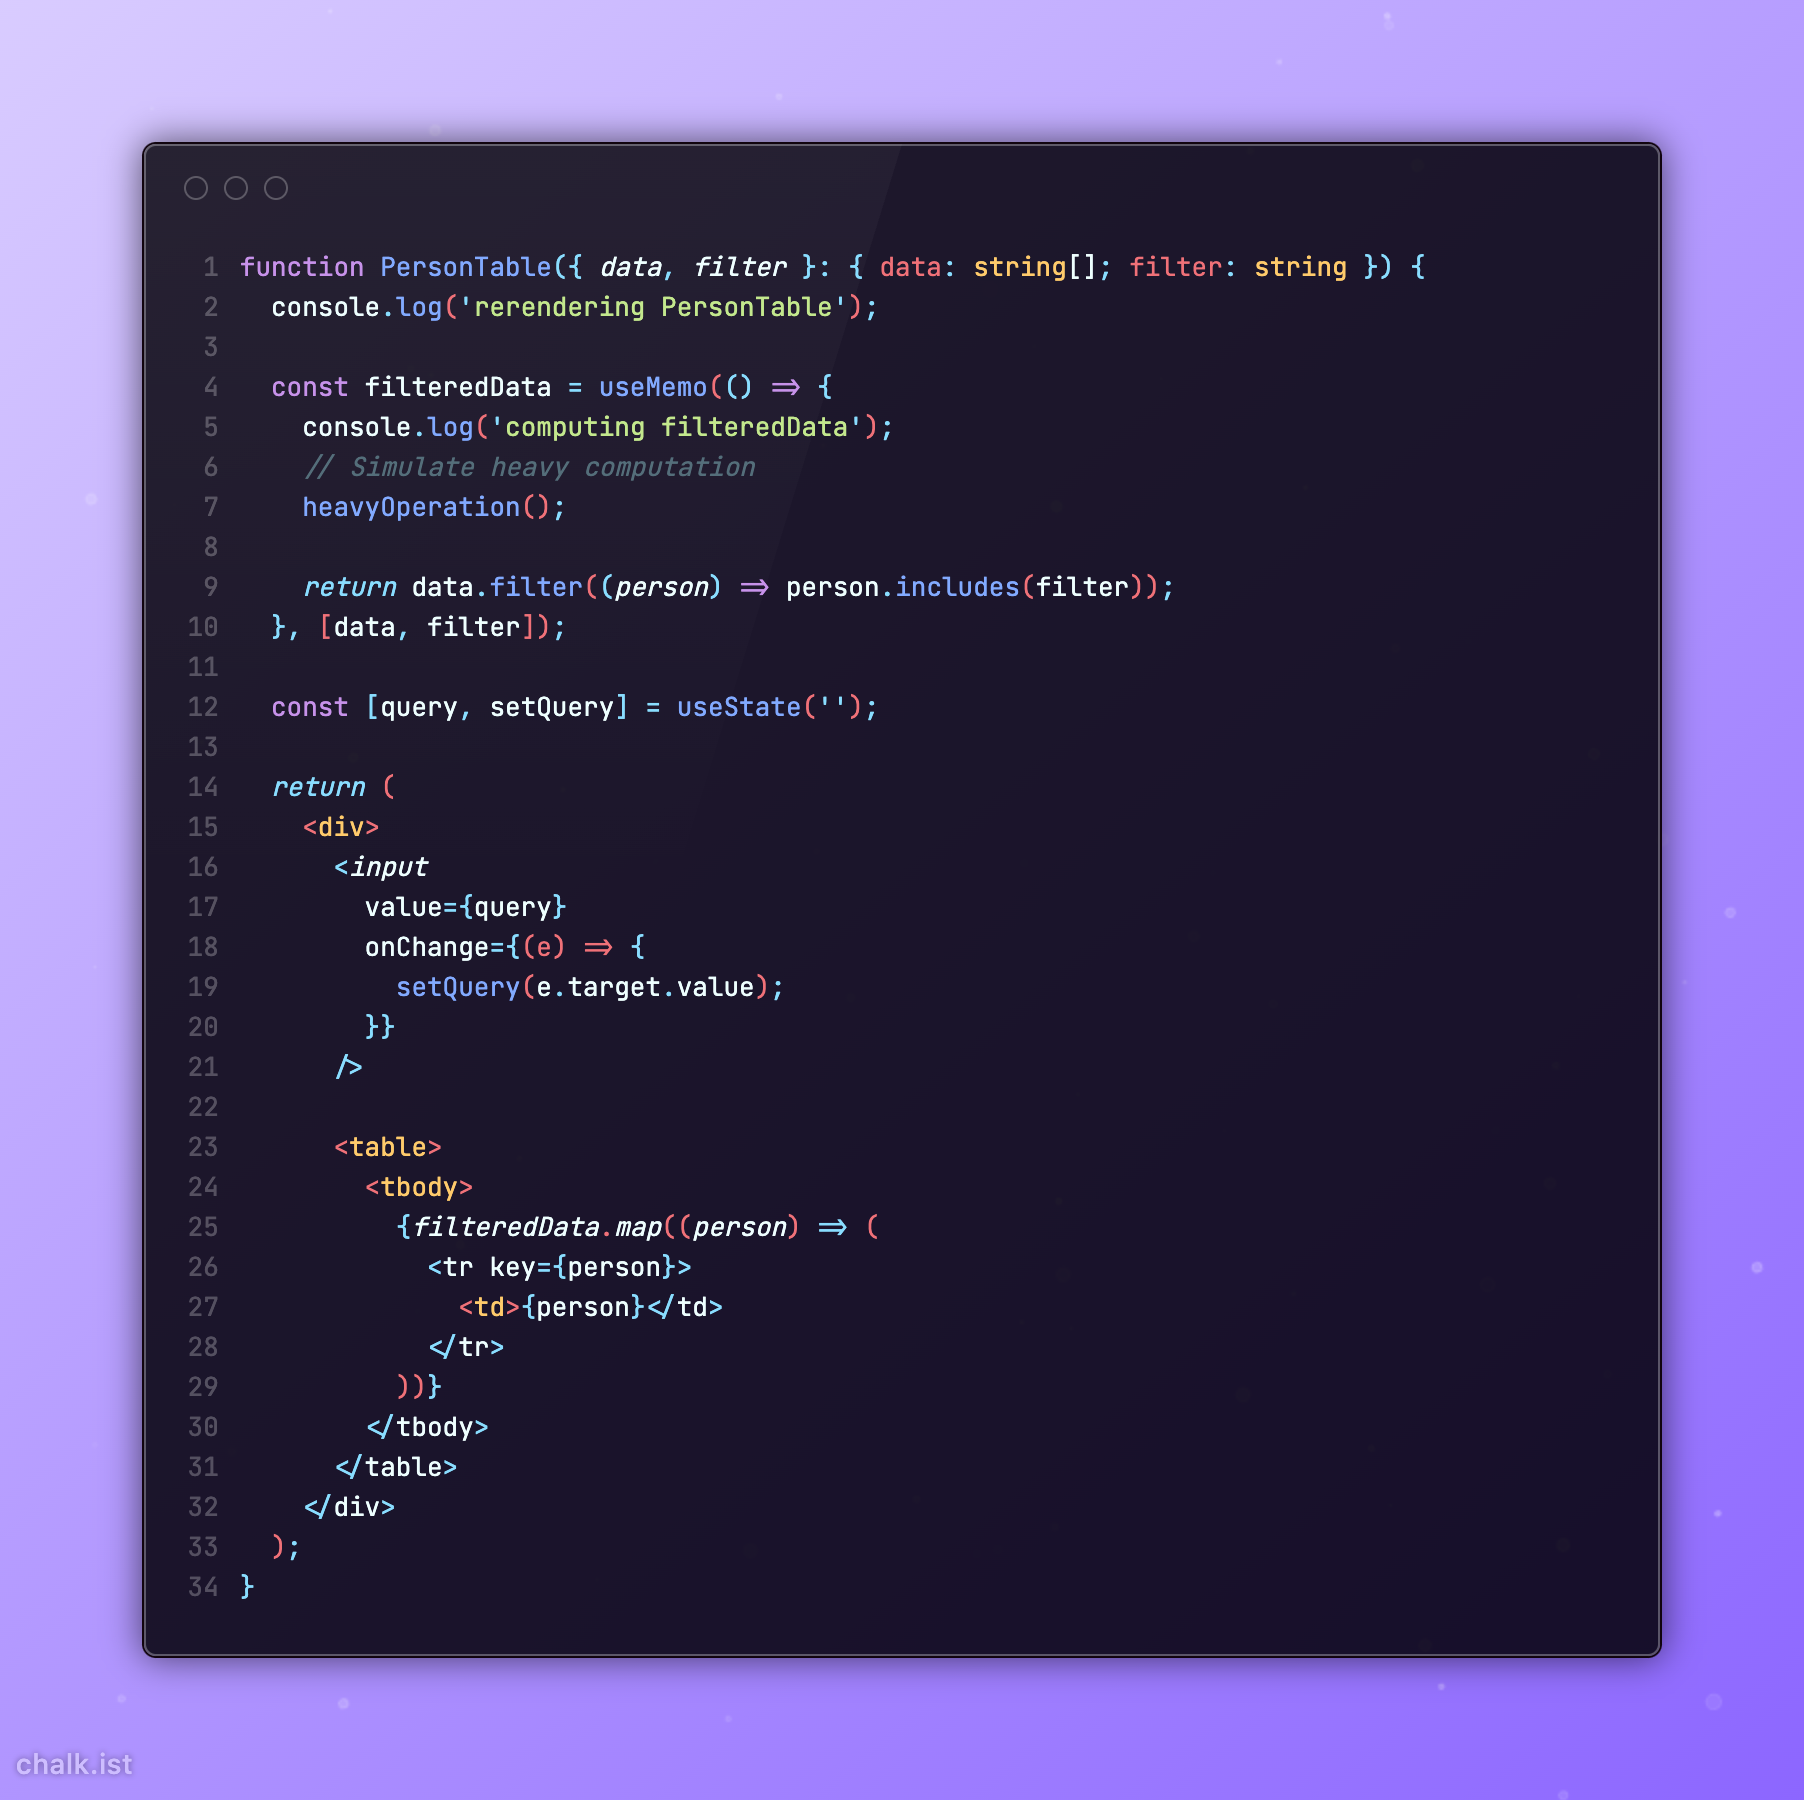 1 function PersonTable({ data, filter }: { data: string[]; filter: string }) {
2   console.log('rerendering PersonTable');
3
4   const filteredData = useMemo(() => {
5     console.log('computing filteredData');
6     // Simulate heavy computation
7     heavyOperation();
8
9     return data.filter((person) => person.includes(filter));
10   }, [data, filter]);
11
12   const [query, setQuery] = useState('');
13
14   return (
15     <div>
16       <input
17         value={query}
18         onChange={(e) => {
19           setQuery(e.target.value);
20         }}
21       />
22
23       <table>
24         <tbody>
25           {filteredData.map((person) => (
26             <tr key={person}>
27               <td>{person}</td>
28             </tr>
29           ))}
30         </tbody>
31       </table>
32     </div>
33   );
34 }
chalk.ist